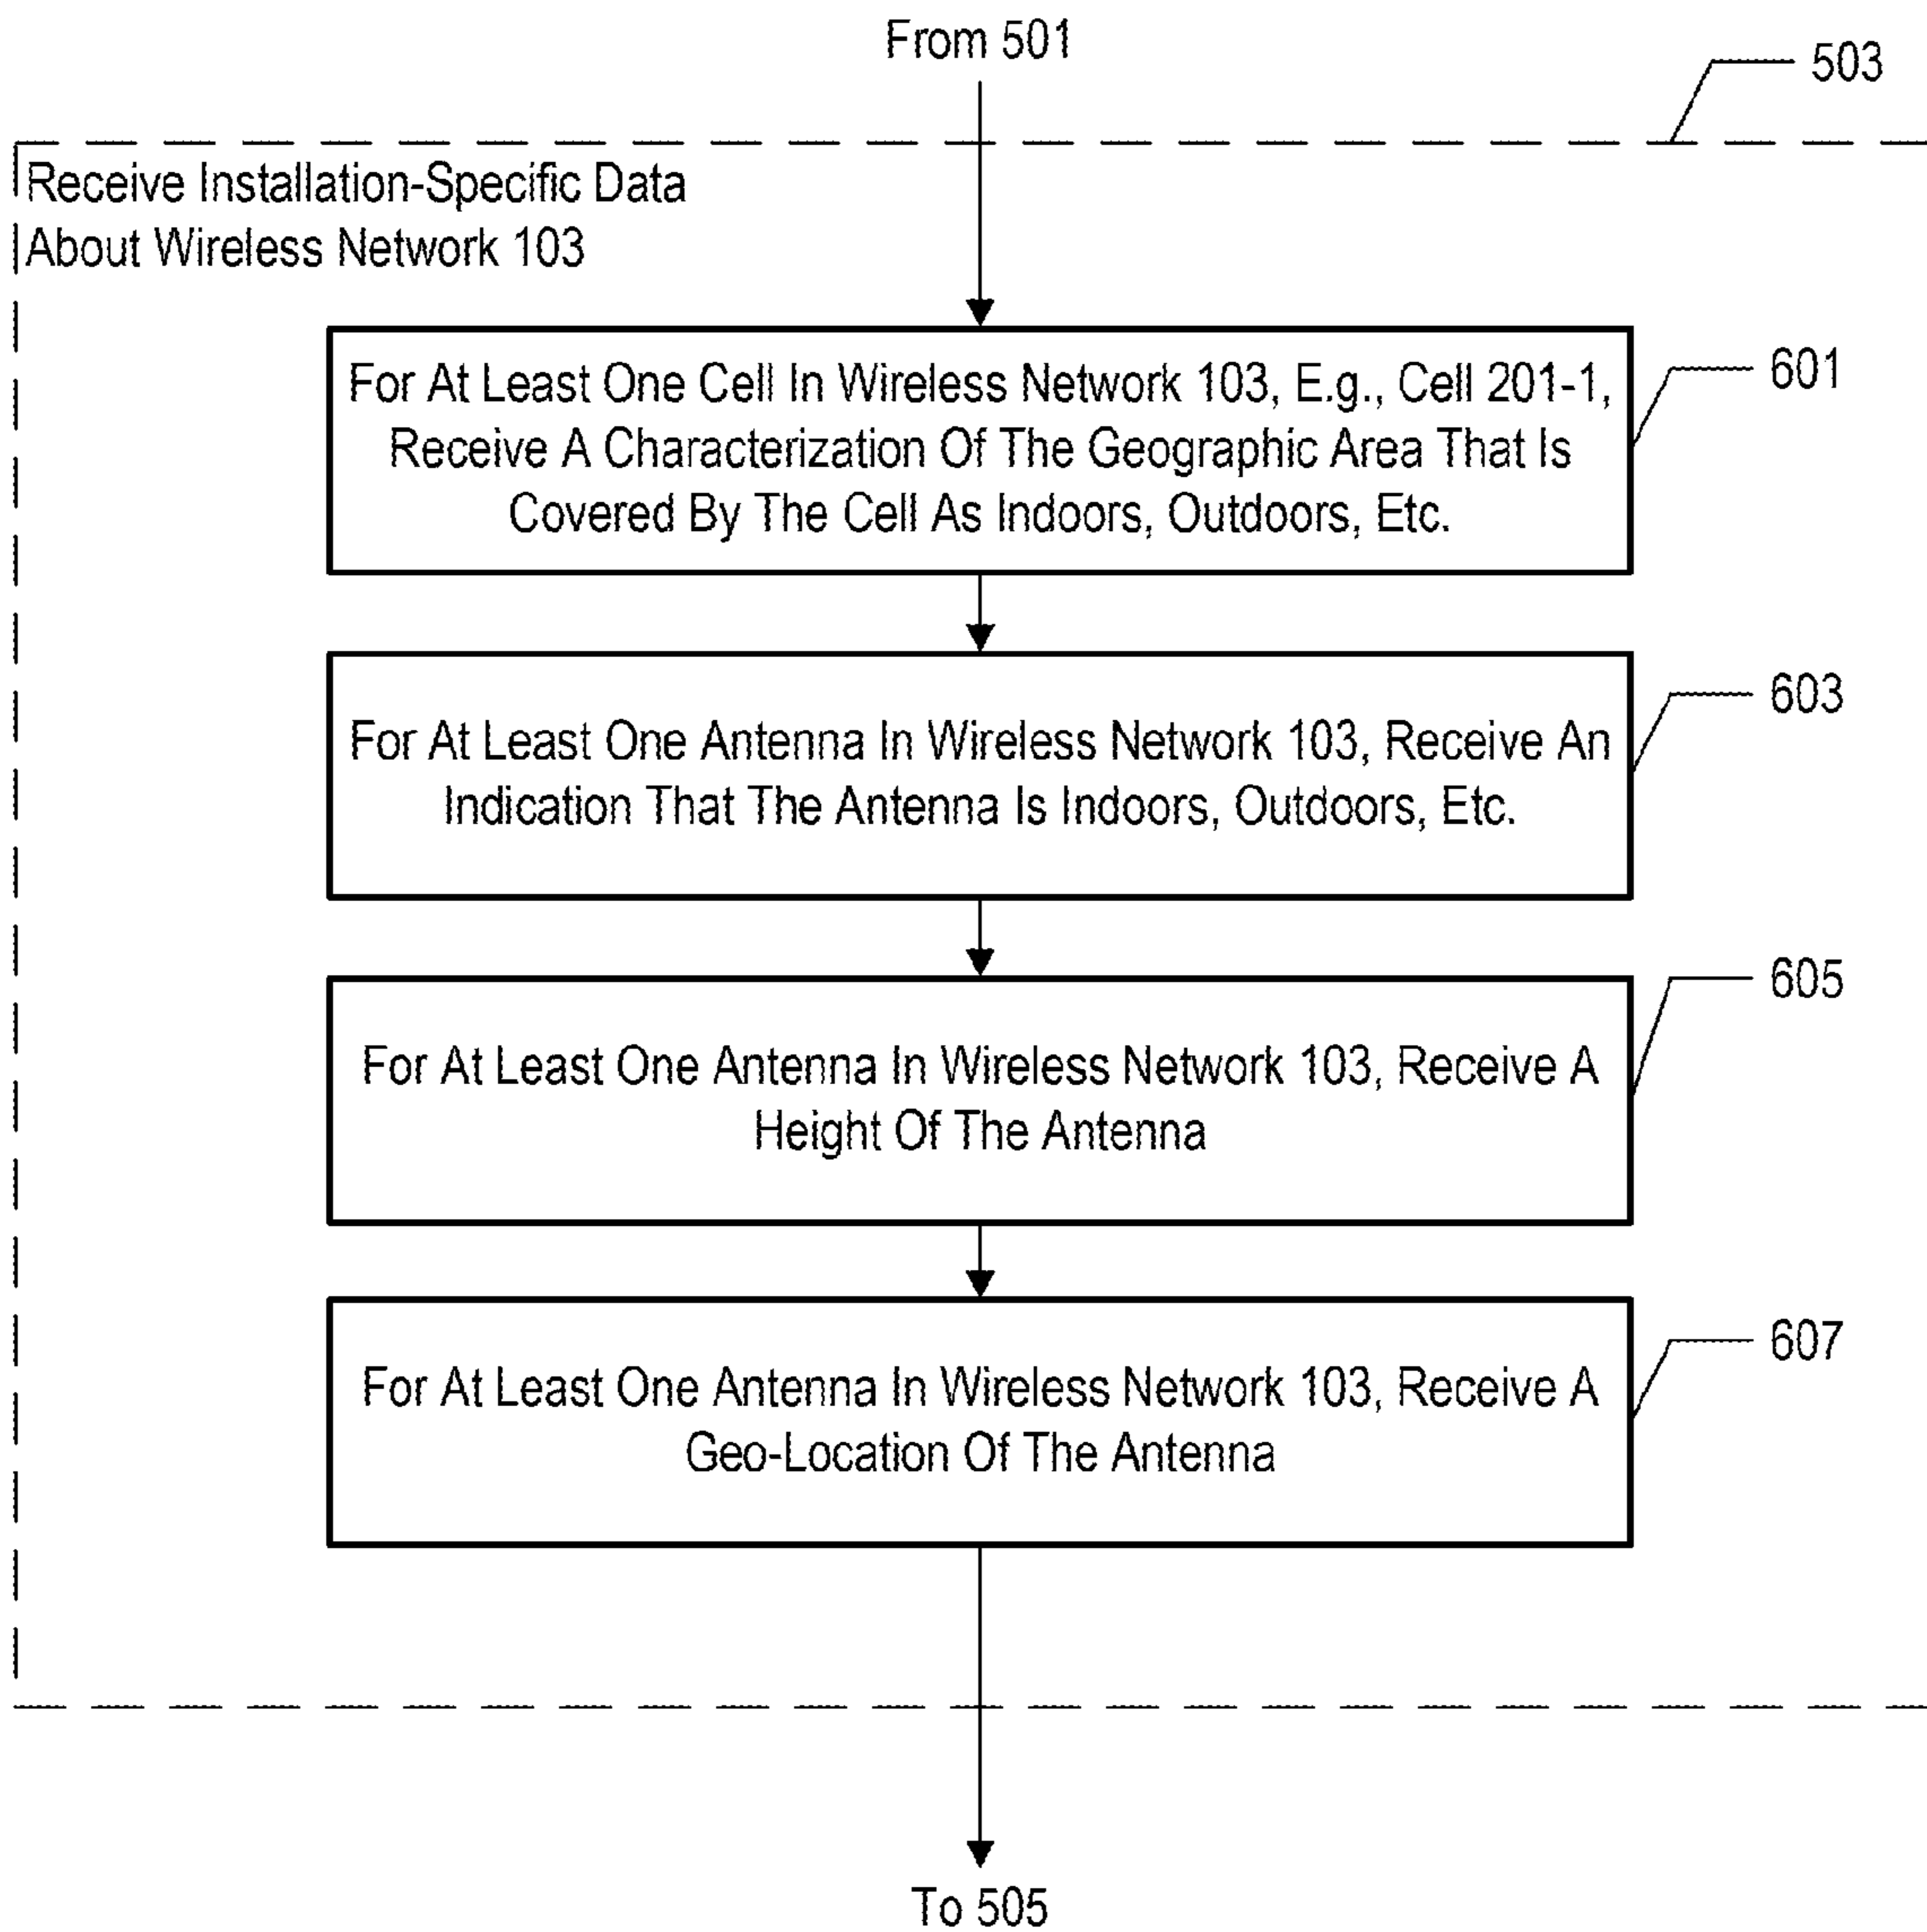 From 501
503
Receive Installation-Specific Data
About Wireless Network 103
For At Least One Cell In Wireless Network 103, E.g., Cell 201-1,
Receive A Characterization Of The Geographic Area That Is
Covered By The Cell As Indoors, Outdoors, Etc.
601
For At Least One Antenna In Wireless Network 103, Receive An
Indication That The Antenna Is Indoors, Outdoors, Etc.
603
For At Least One Antenna In Wireless Network 103, Receive A
Height Of The Antenna
605
For At Least One Antenna In Wireless Network 103, Receive A
Geo-Location Of The Antenna
607
To 505